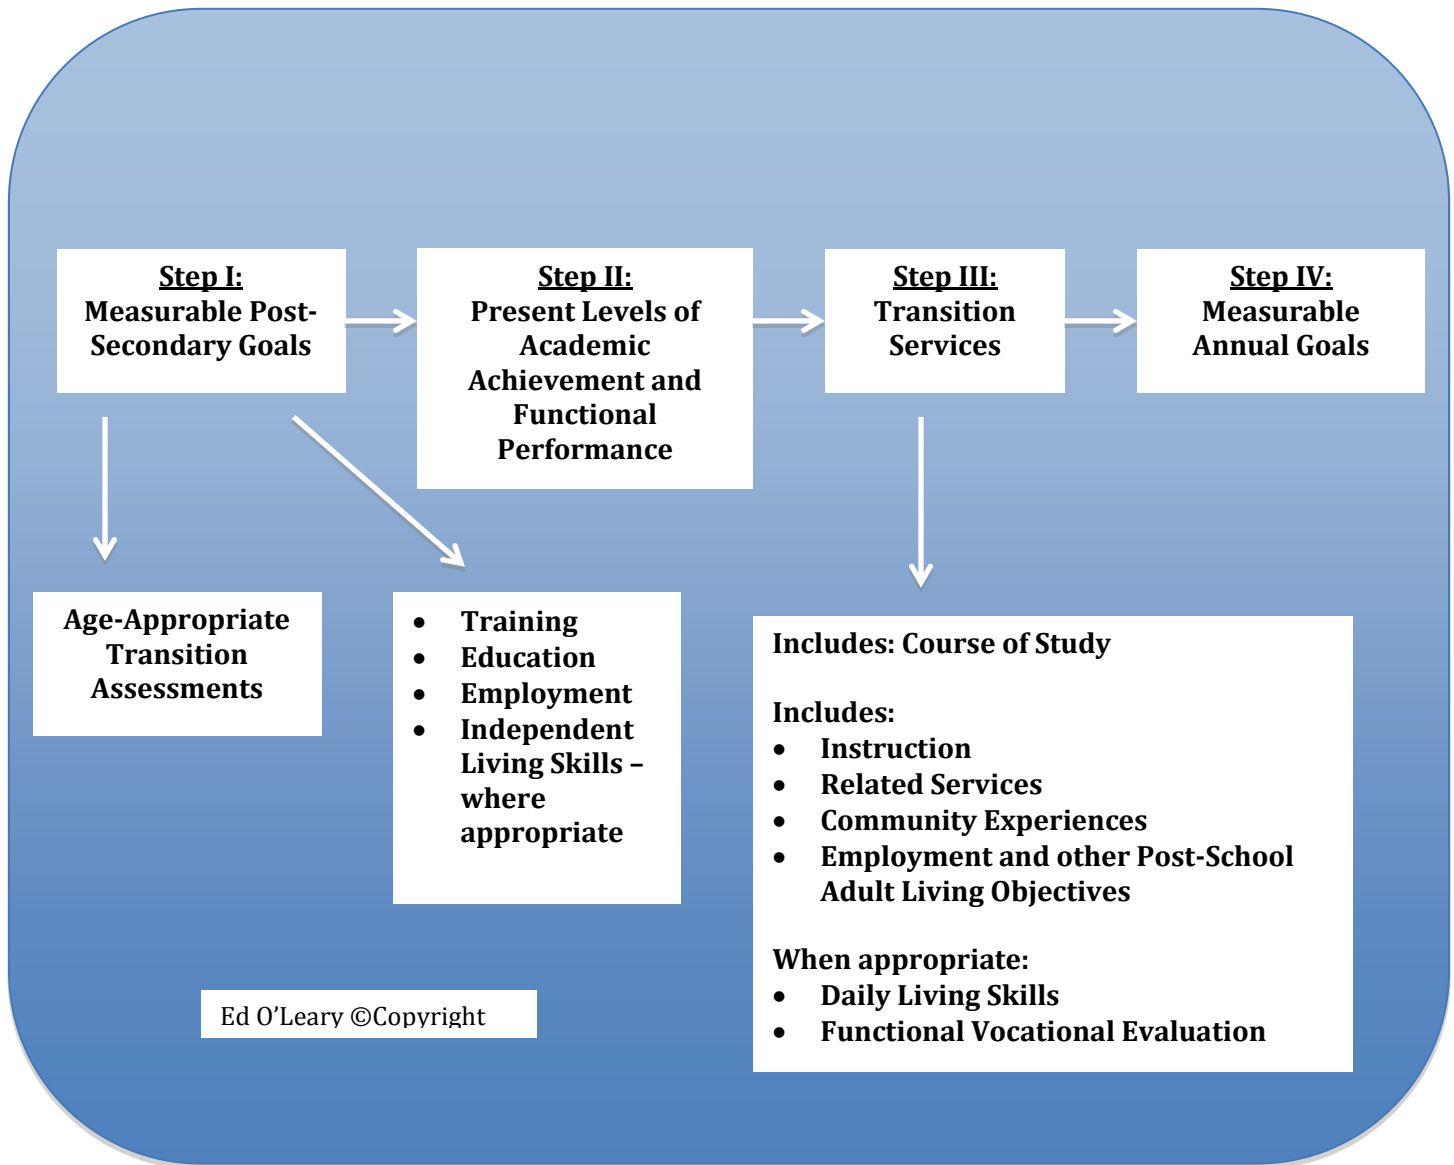 Step I:
Measurable Post-
Secondary Goals
Step II:
Present Levels of
Academic
Achievement and
Functional
Performance
Step III:
Transition
Services
Step IV:
Measurable
Annual Goals
Age-Appropriate
Transition
Assessments
• Training
• Education
• Employment
• Independent
Living Skills –
where
appropriate
Includes: Course of Study
Includes:
• Instruction
• Related Services
• Community Experiences
• Employment and other Post-School
Adult Living Objectives
When appropriate:
• Daily Living Skills
• Functional Vocational Evaluation
Ed O’Leary ©Copyright